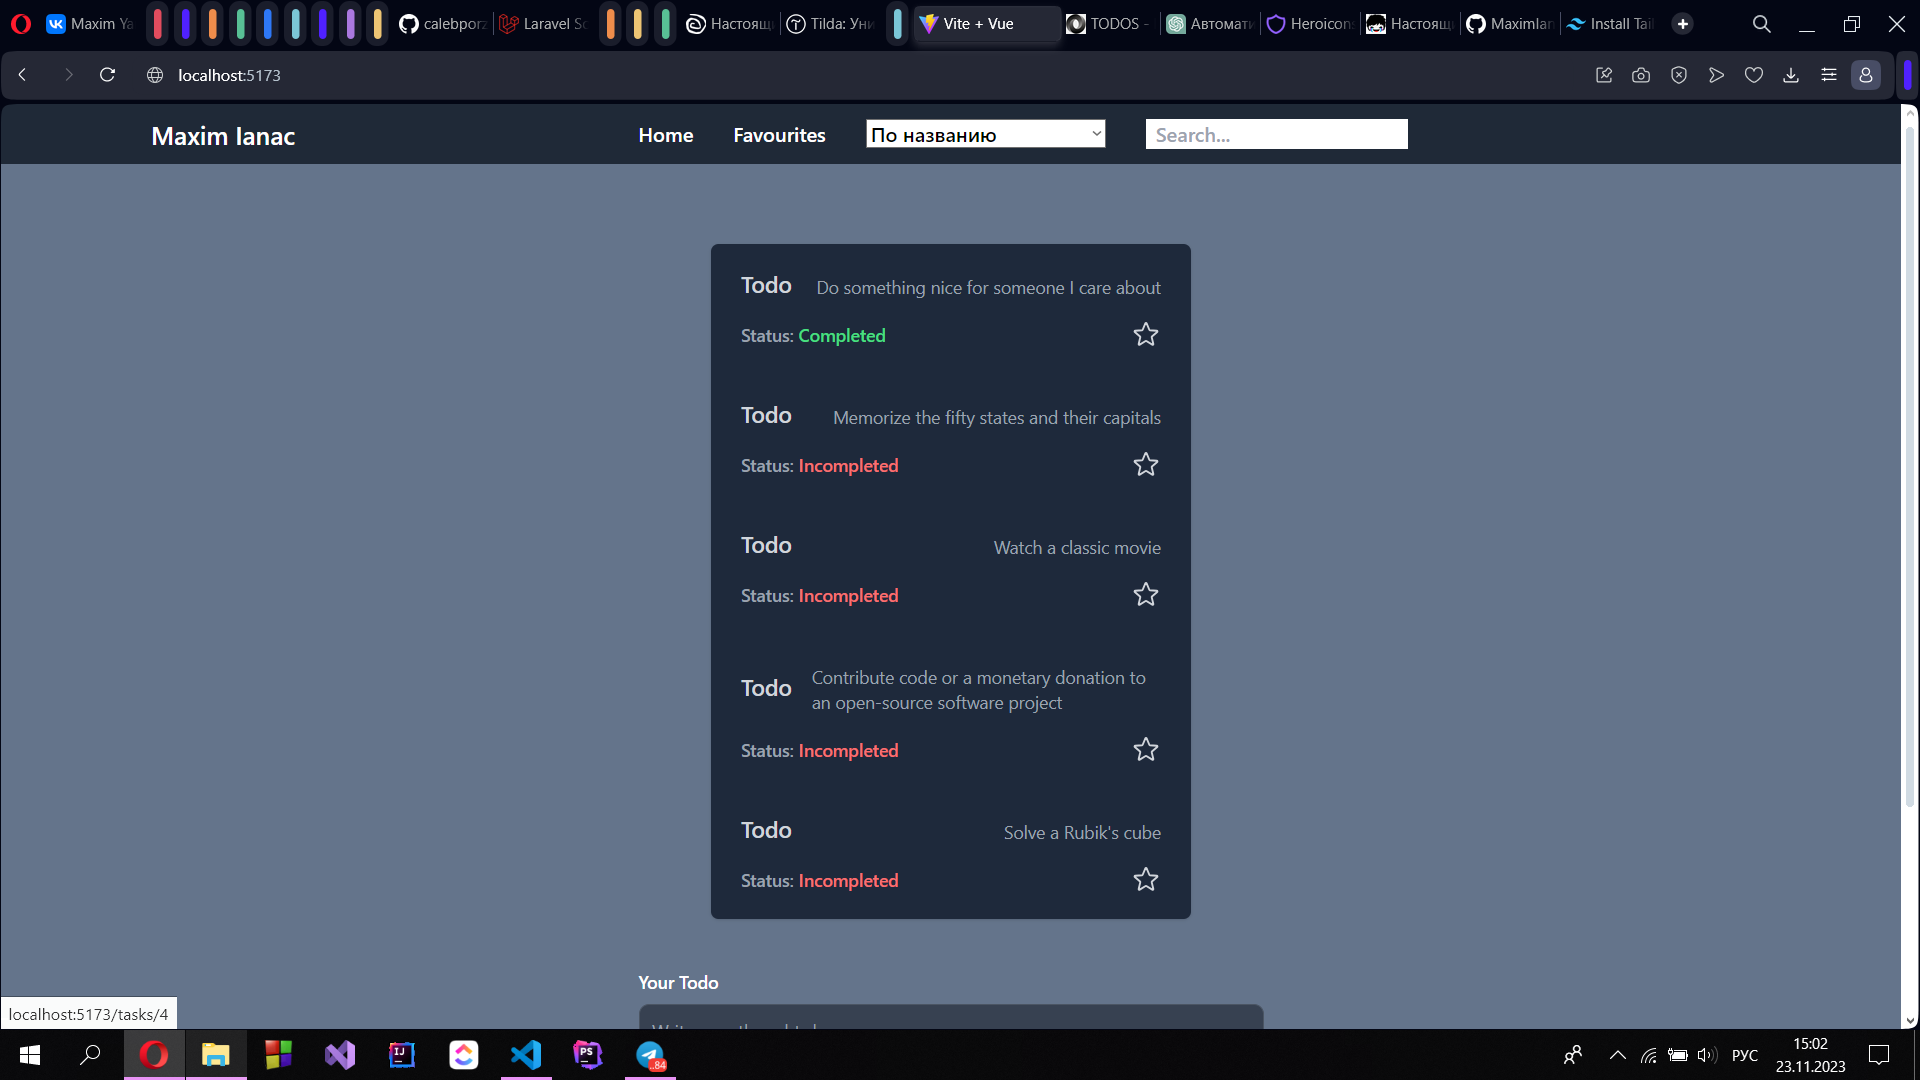 Maxim Ya
calebporz
Laravel Sc
Настоящ
Tilda: Уни
Vite + Vue
TODOS -
Автомати
Heroicon
Настоящ
MaximIan
Install Tail
localhost:5173
Maxim Ianac
Home
Favourites
По названию
Search...
Todo
Do something nice for someone I care about
Status: Completed
Todo
Memorize the fifty states and their capitals
Status: Incompleted
Todo
Watch a classic movie
Status: Incompleted
Todo
Contribute code or a monetary donation to
an open-source software project
Status: Incompleted
Todo
Solve a Rubik's cube
Status: Incompleted
Your Todo
localhost:5173/tasks/4
84
РУС
15:02
23.11.2023